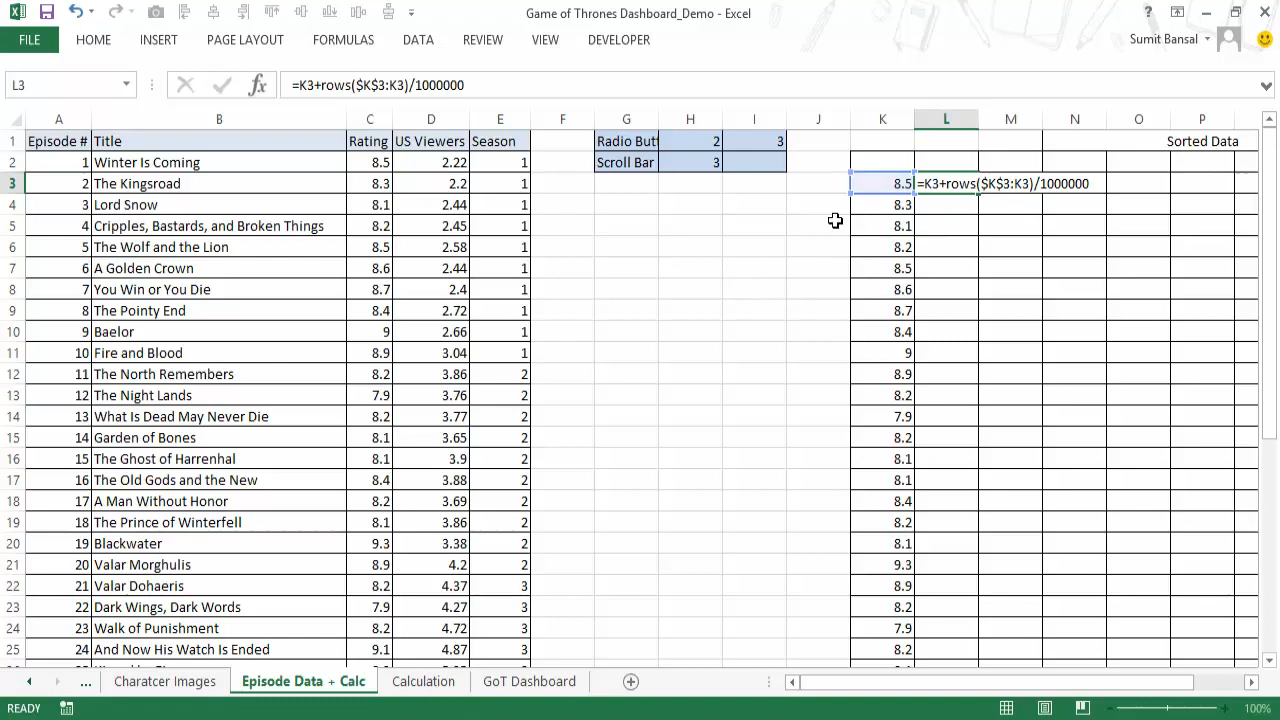 Game of Thrones Dashboard_Demo - Excel
FILE HOME INSERT PAGE LAYOUT FORMULAS DATA REVIEW VIEW DEVELOPER Sumit Bansal
L3 fx =K3+rows($K$3:K3)/1000000
A B C D E F G H I J K L M N O P
1 Episode # Title Rating US Viewers Season Radio Butt 2 3 Sorted Data
2 1 Winter Is Coming 8.5 2.22 1 Scroll Bar 3
3 2 The Kingsroad 8.3 2.2 1 8.5 =K3+rows($K$3:K3)/1000000
4 3 Lord Snow 8.1 2.44 1 8.3
5 4 Cripples, Bastards, and Broken Things 8.2 2.45 1 8.1
6 5 The Wolf and the Lion 8.5 2.58 1 8.2
7 6 A Golden Crown 8.6 2.44 1 8.5
8 7 You Win or You Die 8.7 2.4 1 8.6
9 8 The Pointy End 8.4 2.72 1 8.7
10 9 Baelor 9 2.66 1 8.4
11 10 Fire and Blood 8.9 3.04 1 9
12 11 The North Remembers 8.2 3.86 2 8.9
13 12 The Night Lands 7.9 3.76 2 8.2
14 13 What Is Dead May Never Die 8.2 3.77 2 7.9
15 14 Garden of Bones 8.1 3.65 2 8.2
16 15 The Ghost of Harrenhal 8.1 3.9 2 8.1
17 16 The Old Gods and the New 8.4 3.88 2 8.1
18 17 A Man Without Honor 8.2 3.69 2 8.4
19 18 The Prince of Winterfell 8.1 3.86 2 8.2
20 19 Blackwater 9.3 3.38 2 8.1
21 20 Valar Morghulis 8.9 4.2 2 9.3
22 21 Valar Dohaeris 8.2 4.37 3 8.9
23 22 Dark Wings, Dark Words 7.9 4.27 3 8.2
24 23 Walk of Punishment 8.2 4.72 3 7.9
25 24 And Now His Watch Is Ended 9.1 4.87 3 8.2
... Charatcer Images Episode Data + Calc Calculation GoT Dashboard
READY 100%